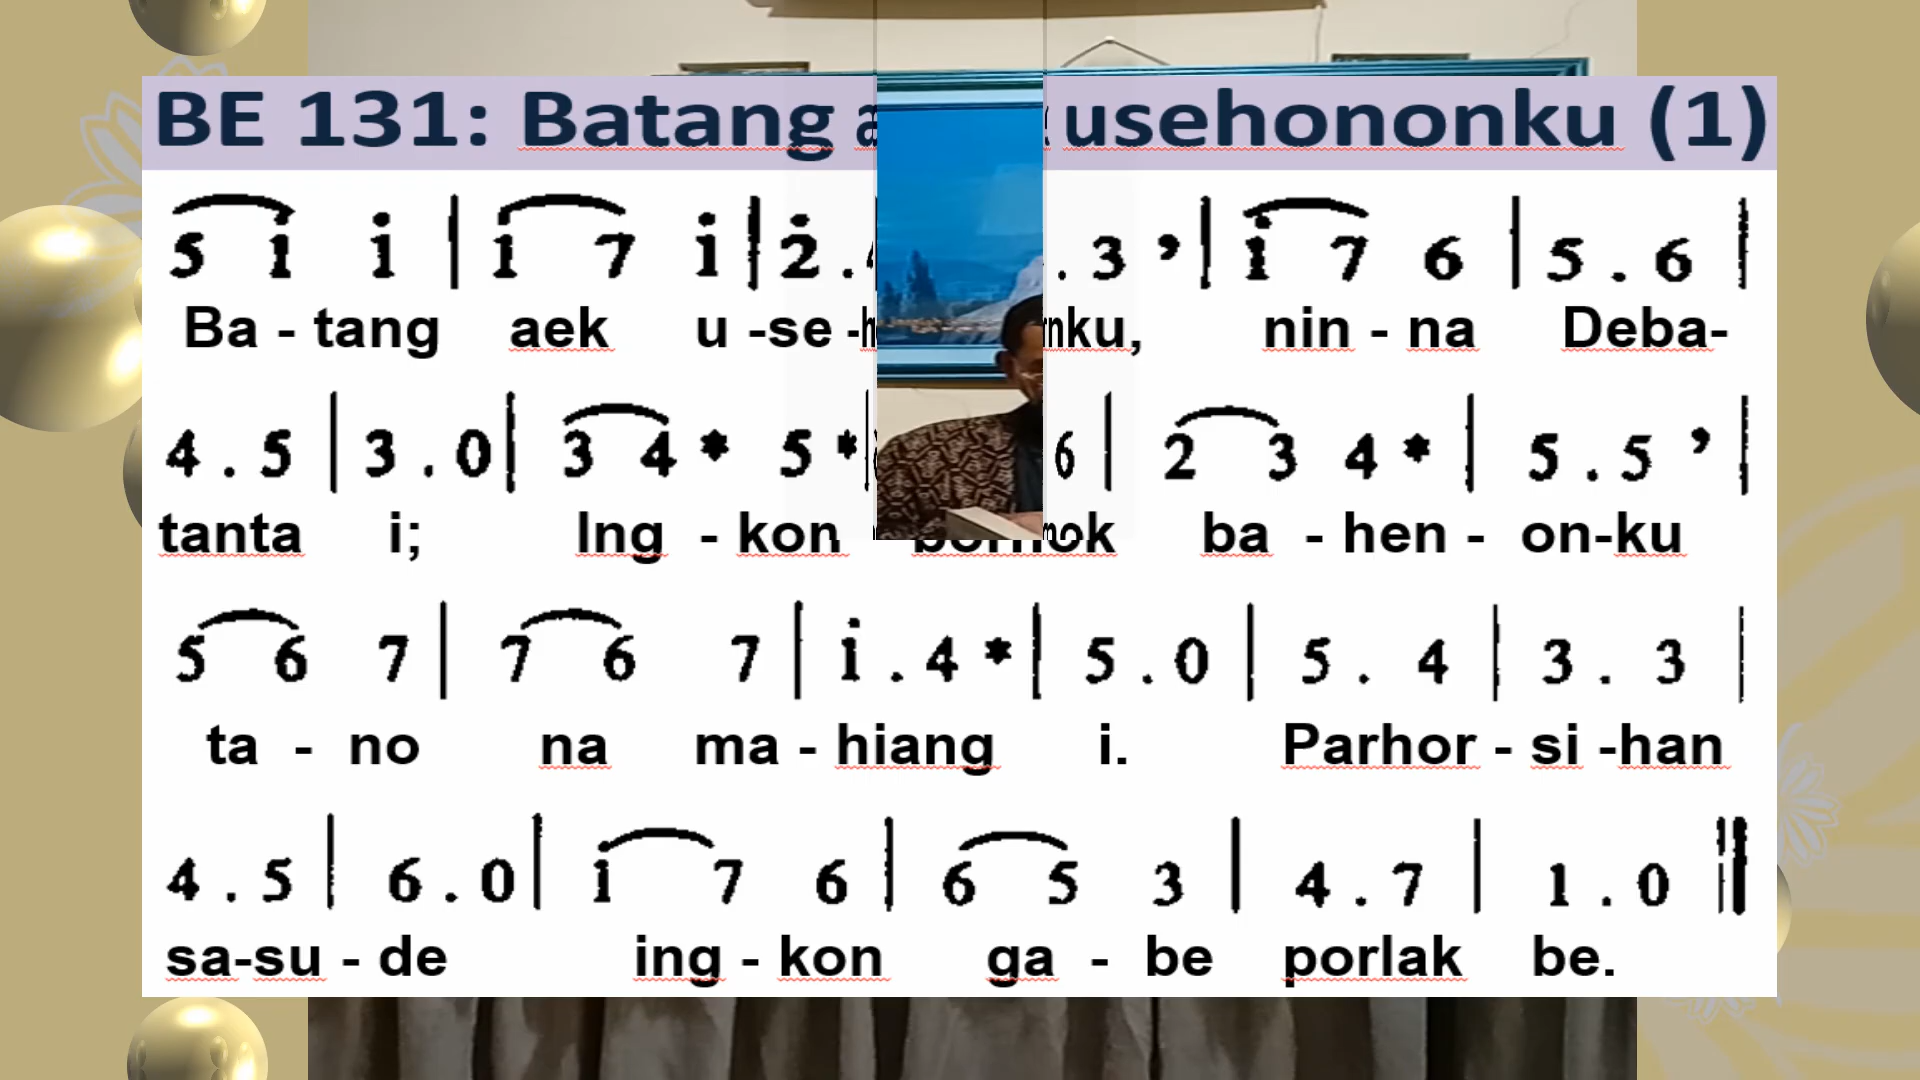 BE 131: Batang usehononku (1)
5 i i | i 7 i | 2 . . 3 ’ | i 7 6 | 5 . 6 |
Ba - tang aek u -se - nku, nin - na Deba-
4 . 5 | 3 . 0 | 3 4 * 5 * | 6 | 2 3 4 * | 5 . 5 ’ |
tanta i; Ing - kon ba - hen - on-ku
5 6 7 | 7 6 7 | i . 4 * | 5 . 0 | 5 . 4 | 3 . 3 |
ta - no na ma - hiang i. Parhor - si -han
4 . 5 | 6 . 0 | i 7 6 | 6 5 3 | 4 . 7 | 1 . 0 ||
sa-su - de ing - kon ga - be porlak be.